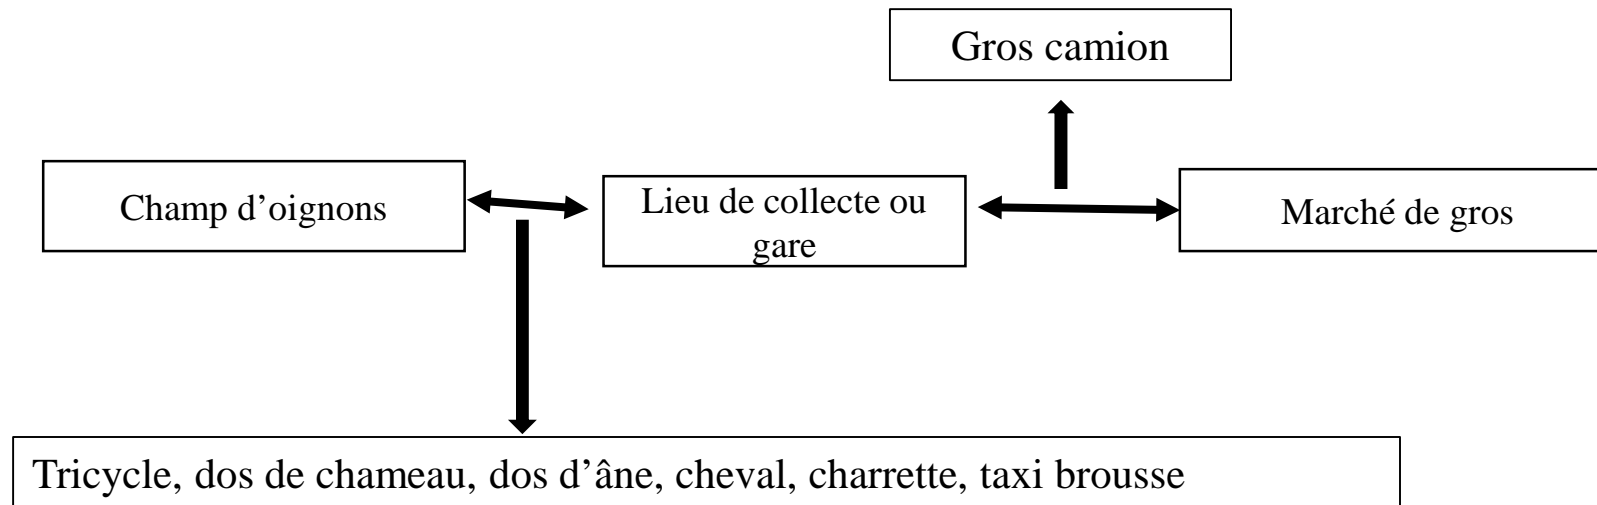 Gros camion
Champ d’oignons
Lieu de collecte ou
gare
Marché de gros
Tricycle, dos de chameau, dos d’âne, cheval, charrette, taxi brousse